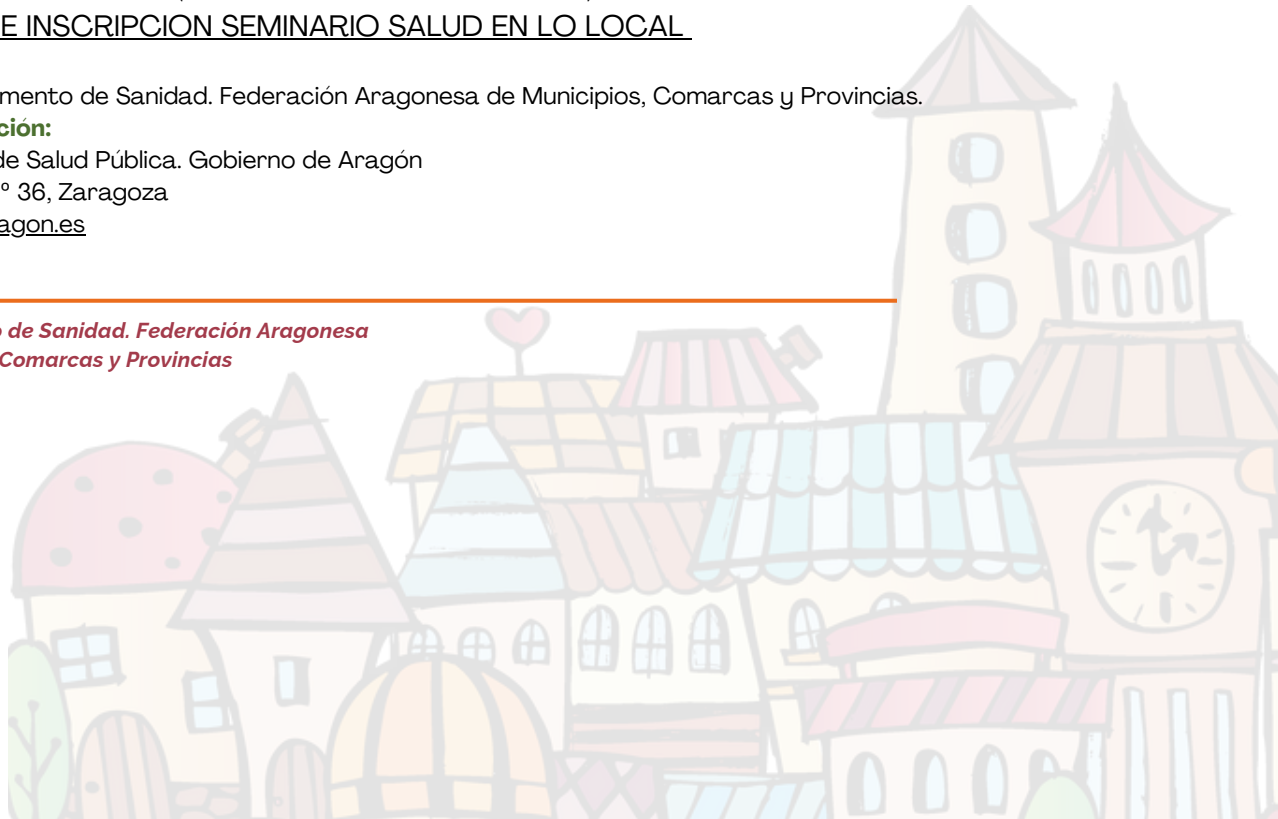 E INSCRIPCION SEMINARIO SALUD EN LO LOCAL
mento de Sanidad. Federación Aragonesa de Municipios, Comarcas y Provincias.
ción:
de Salud Pública. Gobierno de Aragón
º 36, Zaragoza
agon.es
o de Sanidad. Federación Aragonesa
Comarcas y Provincias